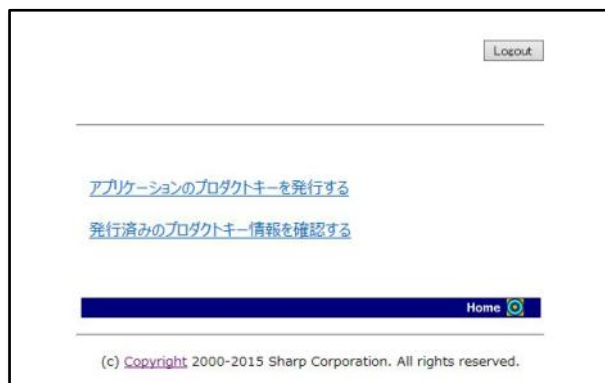 Logout
アプリケーションのプロダクトキーを発行する
発行済みのプロダクトキー情報を確認する
Home
(c) Copyright 2000-2015 Sharp Corporation. All rights reserved.